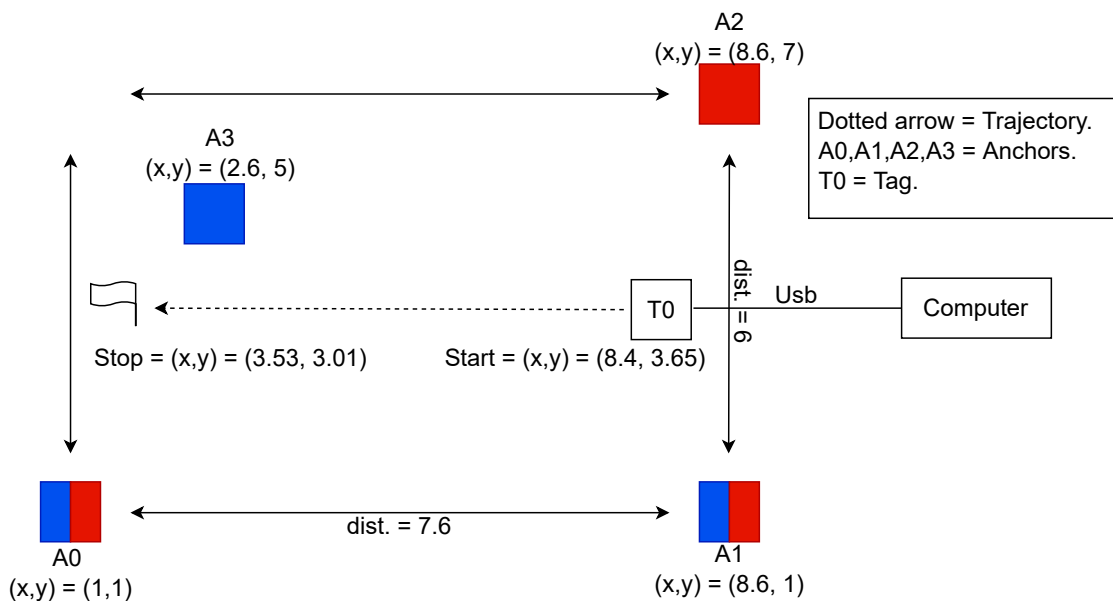 A2
(x,y) = (8.6, 7)
Dotted arrow = Trajectory.
A0,A1,A2,A3 = Anchors.
T0 = Tag.
A3
(x,y) = (2.6, 5)
dist. = 6
T0
Usb
Computer
Stop = (x,y) = (3.53, 3.01)
Start = (x,y) = (8.4, 3.65)
dist. = 7.6
A0
(x,y) = (1,1)
A1
(x,y) = (8.6, 1)